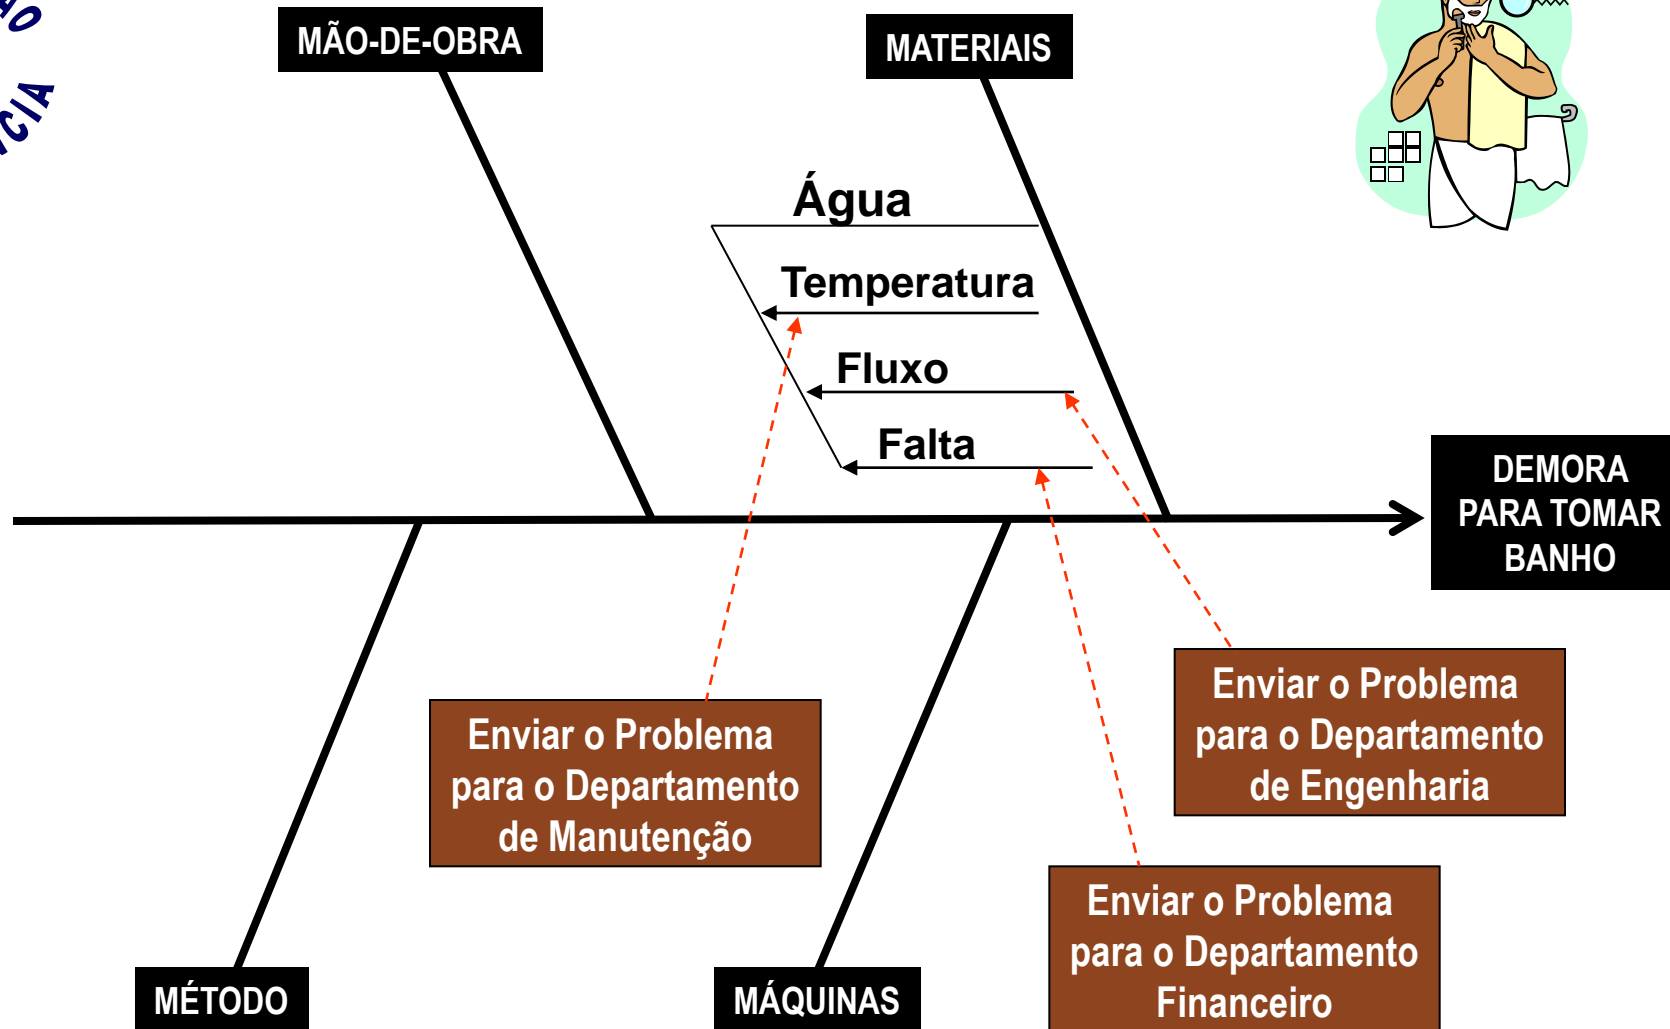 MÃO-DE-OBRA
MATERIAIS
Água
Temperatura
Fluxo
Falta
DEMORA
PARA TOMAR
BANHO
Enviar o Problema
para o Departamento
de Engenharia
Enviar o Problema
para o Departamento
de Manutenção
Enviar o Problema
para o Departamento
Financeiro
MÉTODO
MÁQUINAS